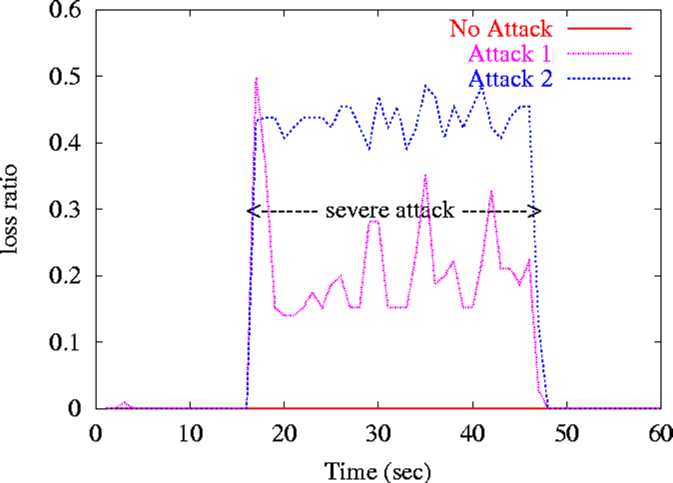 0.6
No Attack
Attack 1
0.5
Attack 2
0.4
loss ratio
0.3
severe attack
0.2
0.1
0
0 10 20 30 40 50 60
Time (sec)